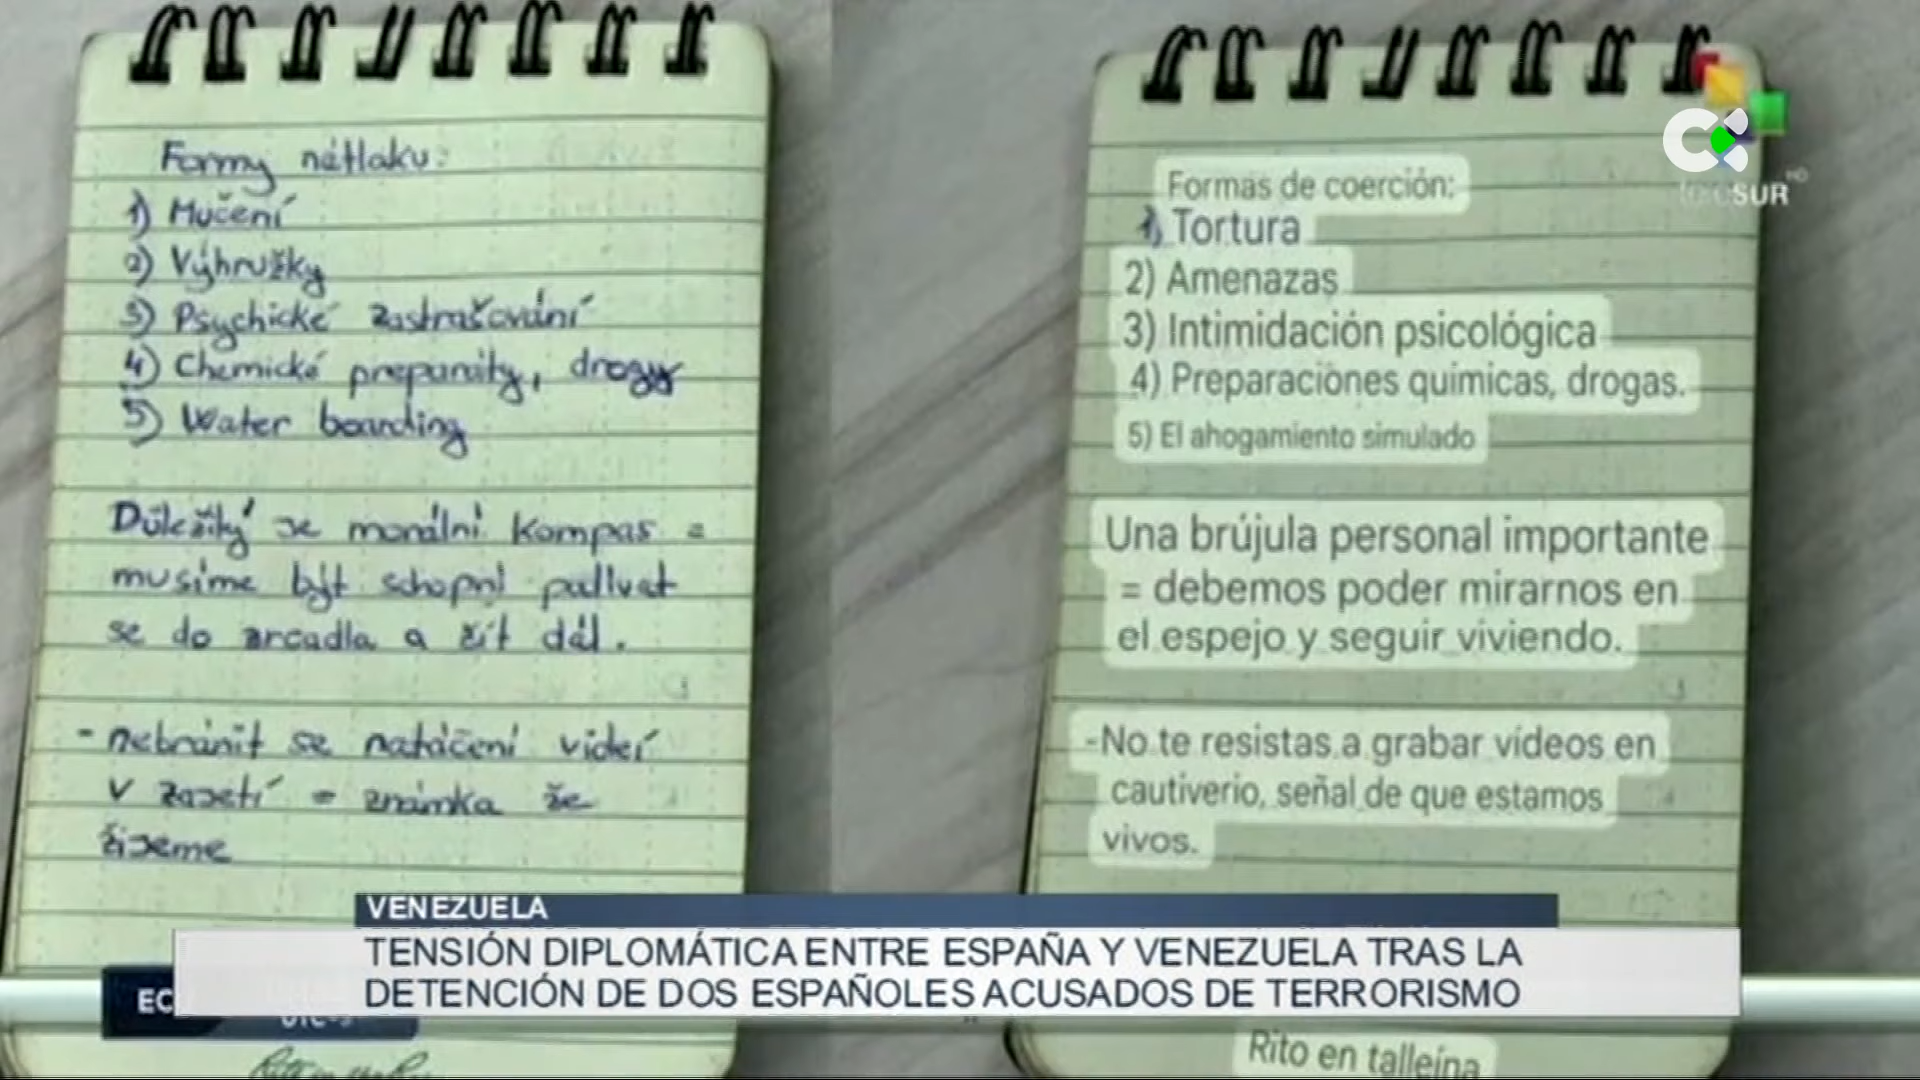 Formy nátlaku:
1) Mučení
2) Výhružky
3) Psychické zastrašování
4) Chemické preparáty, drogy
5) Water boarding
Důležitý je morální kompas =
musíme být schopni podívat
se do zrcadla a žít dál.
- nebránit se natáčení videí
v zajetí = známka že
žijeme
Formas de coerción:
1) Tortura
2) Amenazas
3) Intimidación psicológica
4) Preparaciones quimicas, drogas.
5) El ahogamiento simulado
Una brújula personal importante
= debemos poder mirarnos en
el espejo y seguir viviendo.
-No te resistas a grabar vídeos en
cautiverio, señal de que estamos
vivos.
Rito en talleína
teleSUR HD
VENEZUELA
TENSIÓN DIPLOMÁTICA ENTRE ESPAÑA Y VENEZUELA TRAS LA
DETENCIÓN DE DOS ESPAÑOLES ACUSADOS DE TERRORISMO